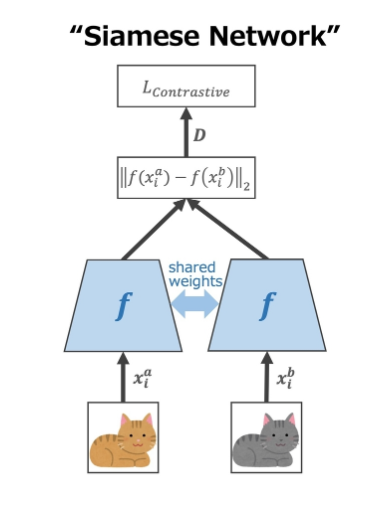 “Siamese Network”
L_Contrastive
D
‖f(x_i^a) − f(x_i^b)‖_2
shared
weights
f
f
x_i^a
x_i^b